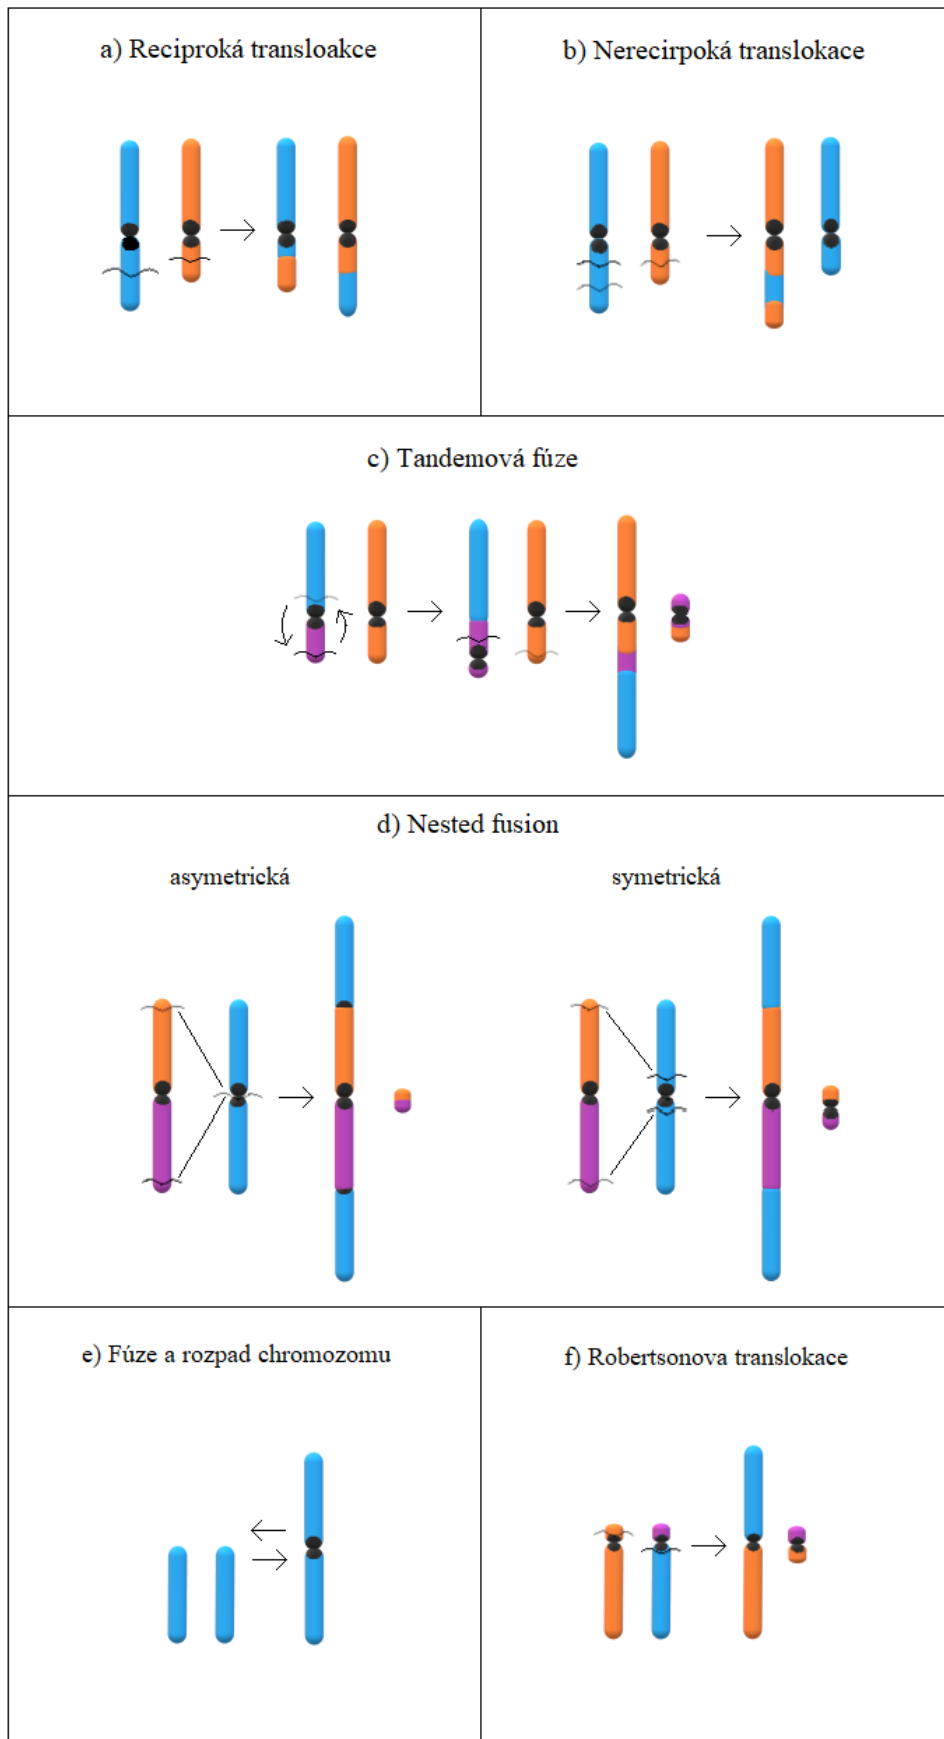 a) Reciproká transloakce
b) Nerecirpoká translokace
c) Tandemová fúze
d) Nested fusion
asymetrická
symetrická
e) Fúze a rozpad chromozomu
f) Robertsonova translokace